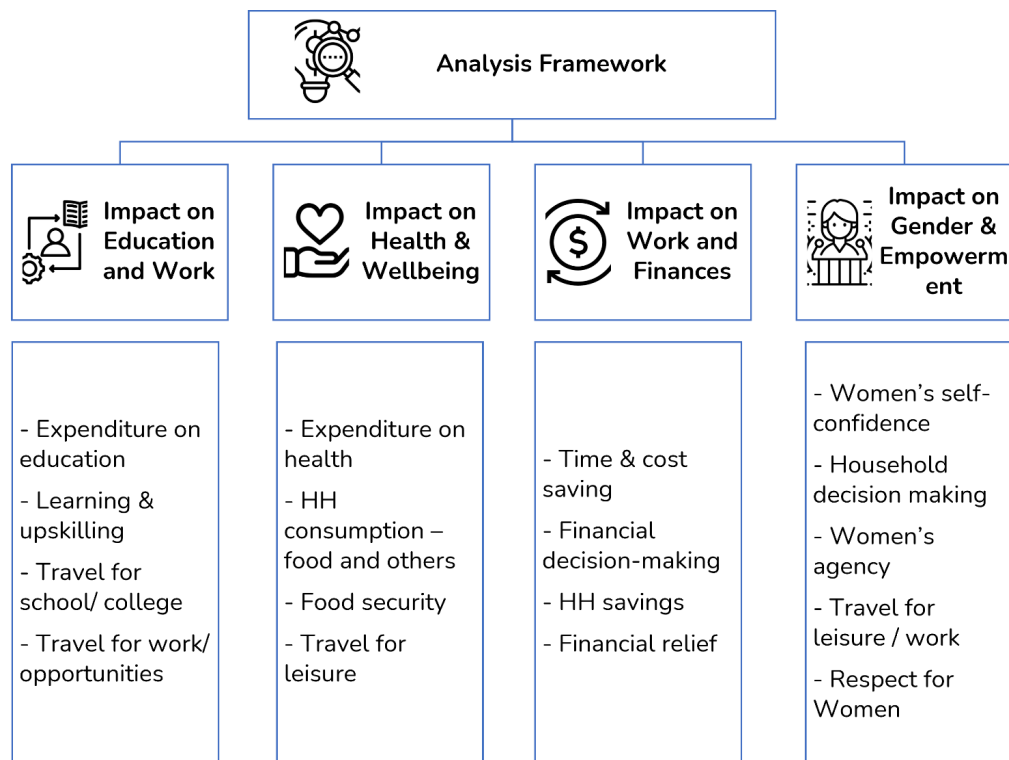 Analysis Framework
Impact on
Education
and Work
Impact on
Health &
Wellbeing
Impact on
Work and
Finances
Impact on
Gender &
Empowerm
ent
- Expenditure on
education
- Learning &
upskilling
- Travel for
school/ college
- Travel for work/
opportunities
- Expenditure on
health
- HH
consumption –
food and others
- Food security
- Travel for
leisure
- Time & cost
saving
- Financial
decision-making
- HH savings
- Financial relief
- Women’s self-
confidence
- Household
decision making
- Women’s
agency
- Travel for
leisure / work
- Respect for
Women